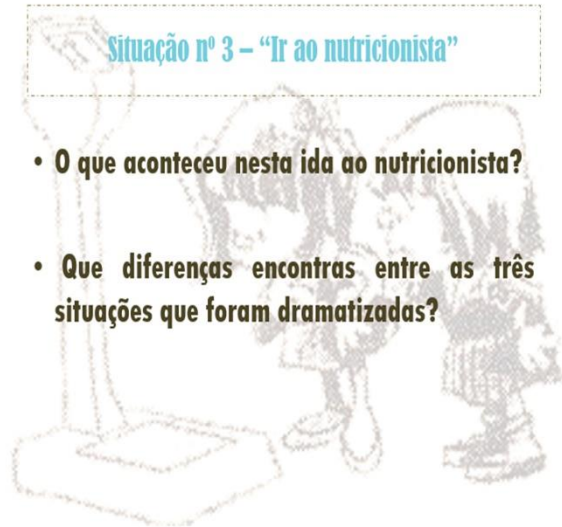 Situação nº 3 – “Ir ao nutricionista”
• O que aconteceu nesta ida ao nutricionista?
• Que diferenças encontras entre as três
situações que foram dramatizadas?